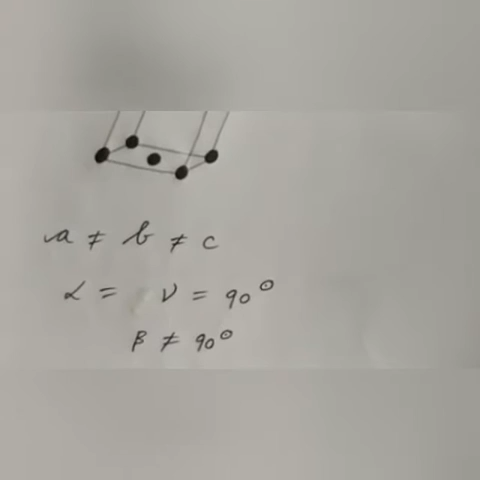 a ≠ b ≠ c
α = ν = 90°
β ≠ 90°